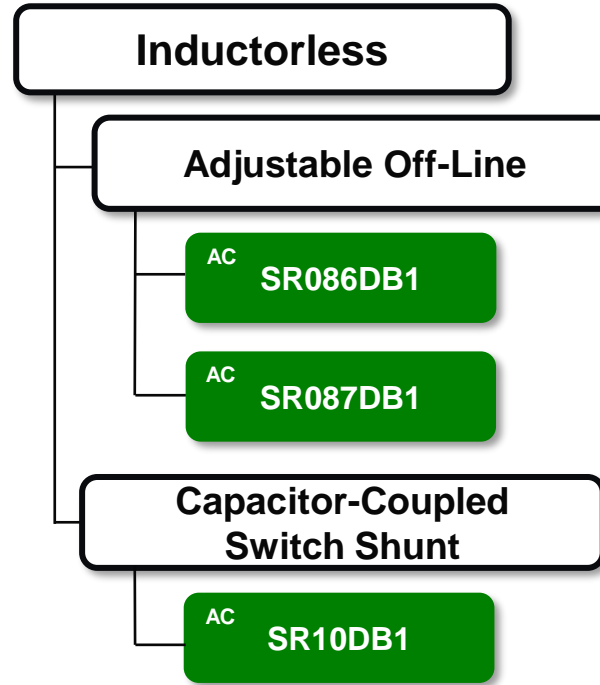 Inductorless
Adjustable Off-Line
AC
SR086DB1
AC
SR087DB1
Capacitor-Coupled
Switch Shunt
AC
SR10DB1